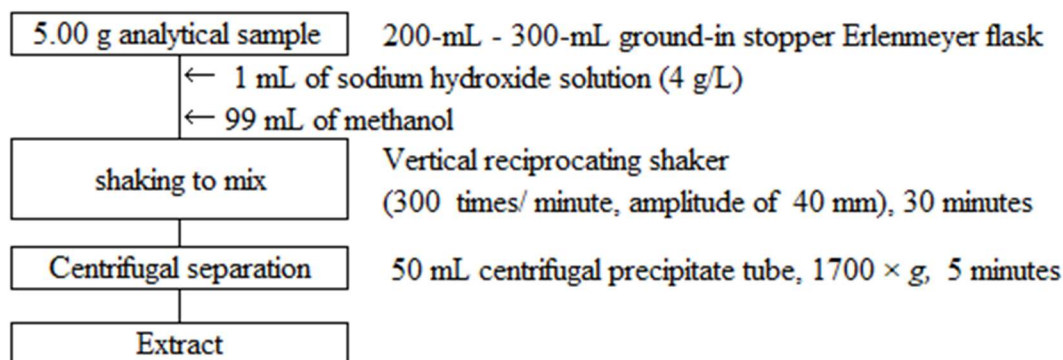 5.00 g analytical sample 200-mL - 300-mL ground-in stopper Erlenmeyer flask
← 1 mL of sodium hydroxide solution (4 g/L)
← 99 mL of methanol
shaking to mix
Vertical reciprocating shaker
(300 times/ minute, amplitude of 40 mm), 30 minutes
Centrifugal separation 50 mL centrifugal precipitate tube, 1700 × g, 5 minutes
Extract